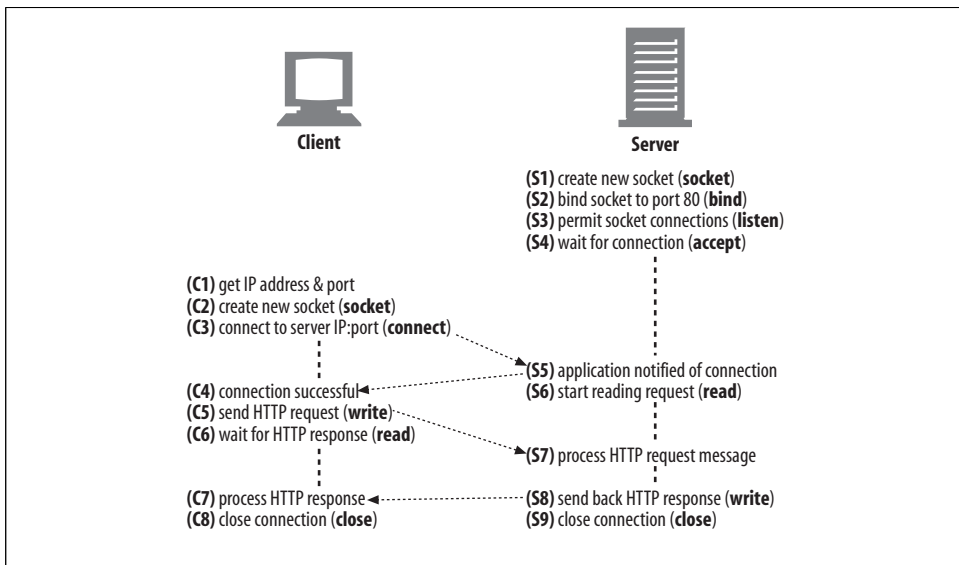 Client
Server
(S1) create new socket (socket)
(S2) bind socket to port 80 (bind)
(S3) permit socket connections (listen)
(S4) wait for connection (accept)
(C1) get IP address & port
(C2) create new socket (socket)
(C3) connect to server IP:port (connect)
(S5) application notified of connection
(S6) start reading request (read)
(C4) connection successful
(C5) send HTTP request (write)
(C6) wait for HTTP response (read)
(S7) process HTTP request message
(C7) process HTTP response
(C8) close connection (close)
(S8) send back HTTP response (write)
(S9) close connection (close)